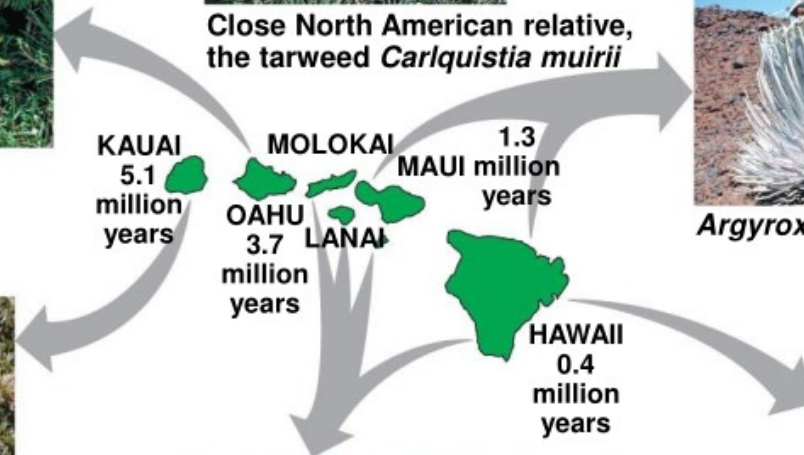 Close North American relative,
the tarweed Carlquistia muirii
KAUAI
5.1
million
years
OAHU
3.7
million
years
MOLOKAI
LANAI
MAUI
1.3
million
years
HAWAII
0.4
million
years
Argyrox